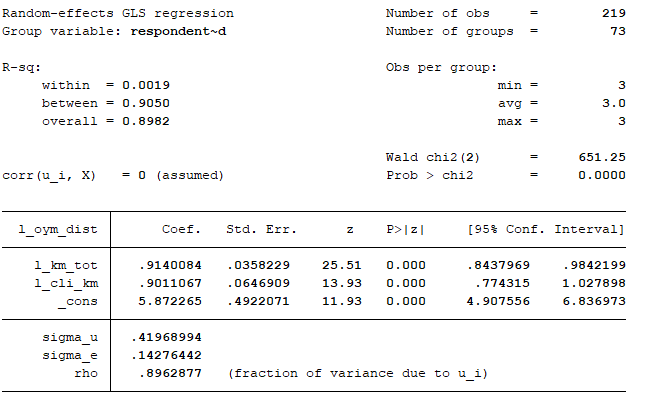 Random-effects GLS regression Number of obs = 219
Group variable: respondent~d Number of groups = 73
R-sq: Obs per group:
within = 0.0019 min = 3
between = 0.9050 avg = 3.0
overall = 0.8982 max = 3
Wald chi2(2) = 651.25
corr(u_i, X) = 0 (assumed) Prob > chi2 = 0.0000
l_oym_dist Coef. Std. Err. z P>|z| [95% Conf. Interval]
l_km_tot .9140084 .0358229 25.51 0.000 .8437969 .9842199
l_cli_km .9011067 .0646909 13.93 0.000 .774315 1.027898
_cons 5.872265 .4922071 11.93 0.000 4.907556 6.836973
sigma_u .41968994
sigma_e .14276442
rho .8962877 (fraction of variance due to u_i)